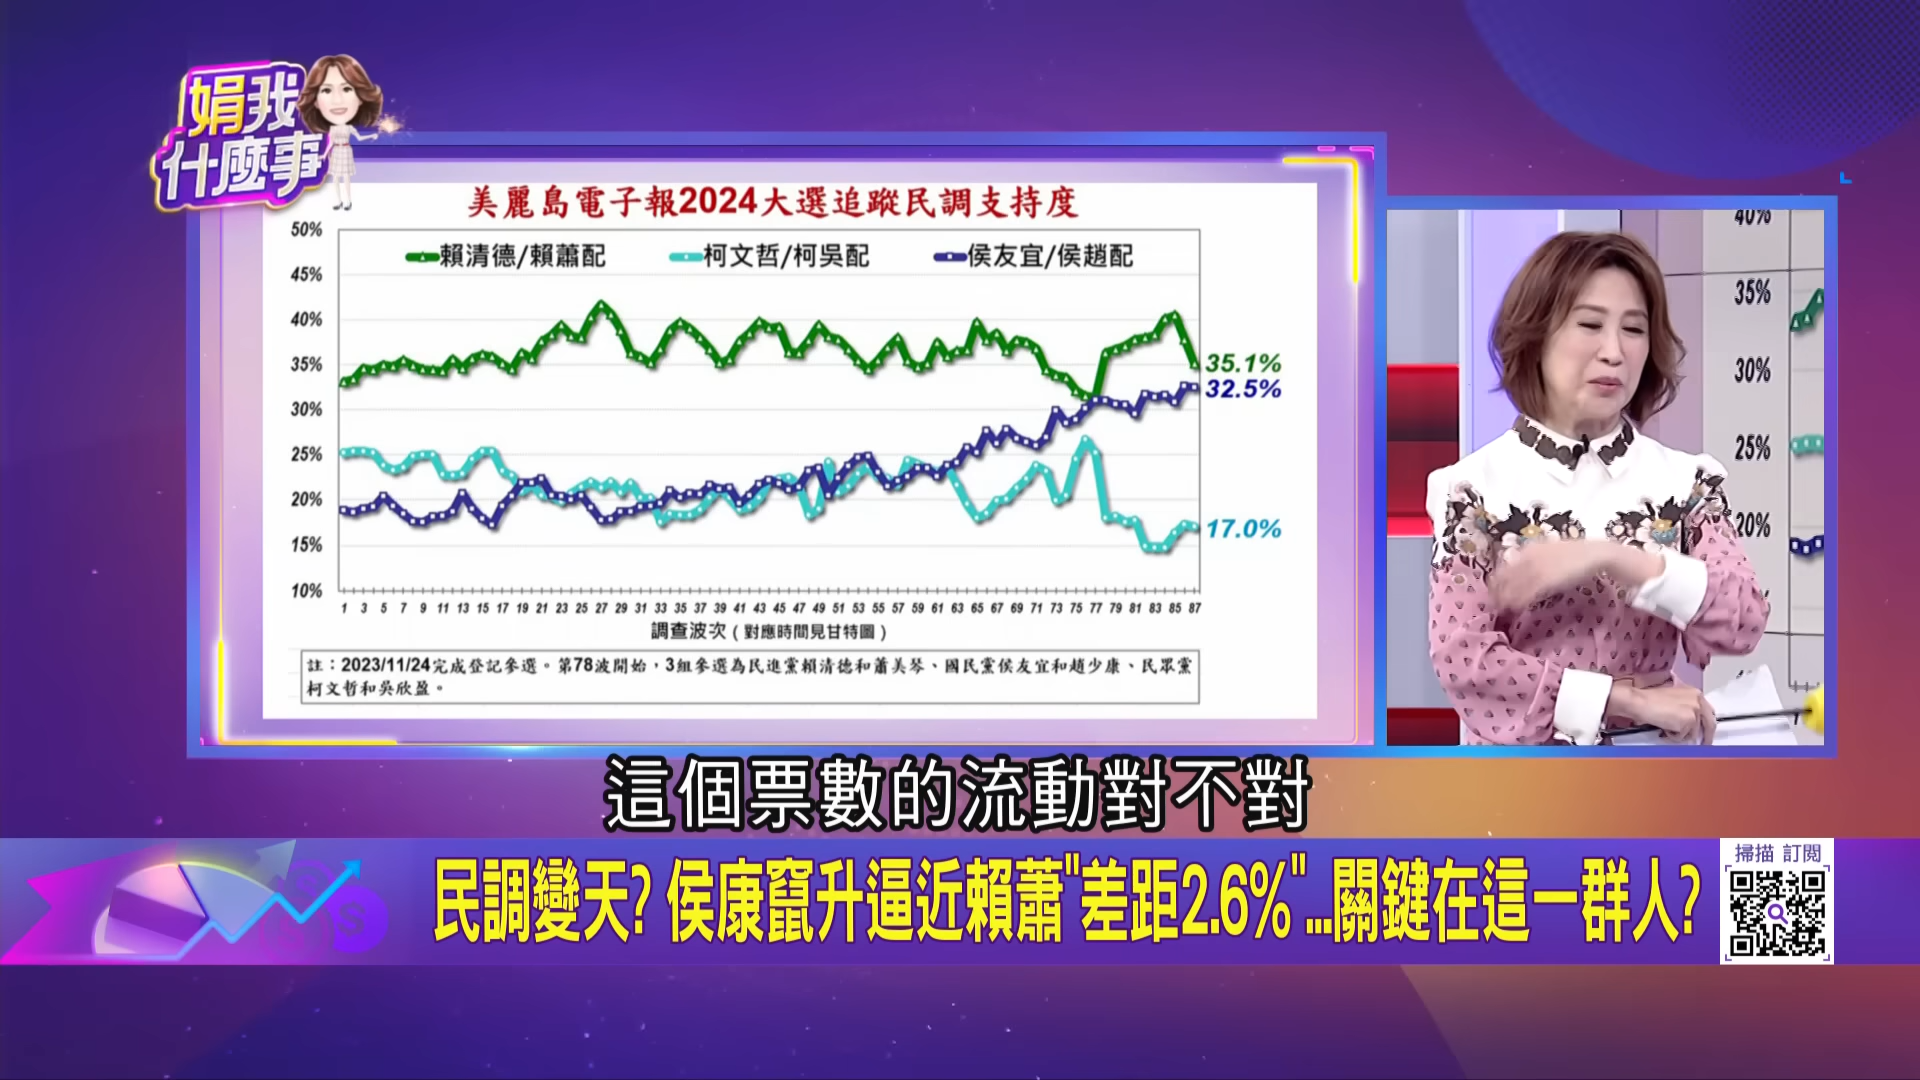 娟我
什麼事
美麗島電子報2024大選追蹤民調支持度
賴清德/賴蕭配 柯文哲/柯吳配 侯友宜/侯趙配
50%
45%
40%
35%
30%
25%
20%
15%
10%
35.1%
32.5%
17.0%
1 3 5 7 9 11 13 15 17 19 21 23 25 27 29 31 33 35 37 39 41 43 45 47 49 51 53 55 57 59 61 63 65 67 69 71 73 75 77 79 81 83 85 87
調查波次(對應時間見甘特圖)
註:2023/11/24完成登記參選。第78波開始,3組參選為民進黨賴清德和蕭美琴、國民黨侯友宜和趙少康、民眾黨
柯文哲和吳欣盈。
40%
35%
30%
25%
20%
這個票數的流動對不對
民調變天? 侯康竄升逼近賴蕭"差距2.6%"...關鍵在這一群人?
掃描 訂閱